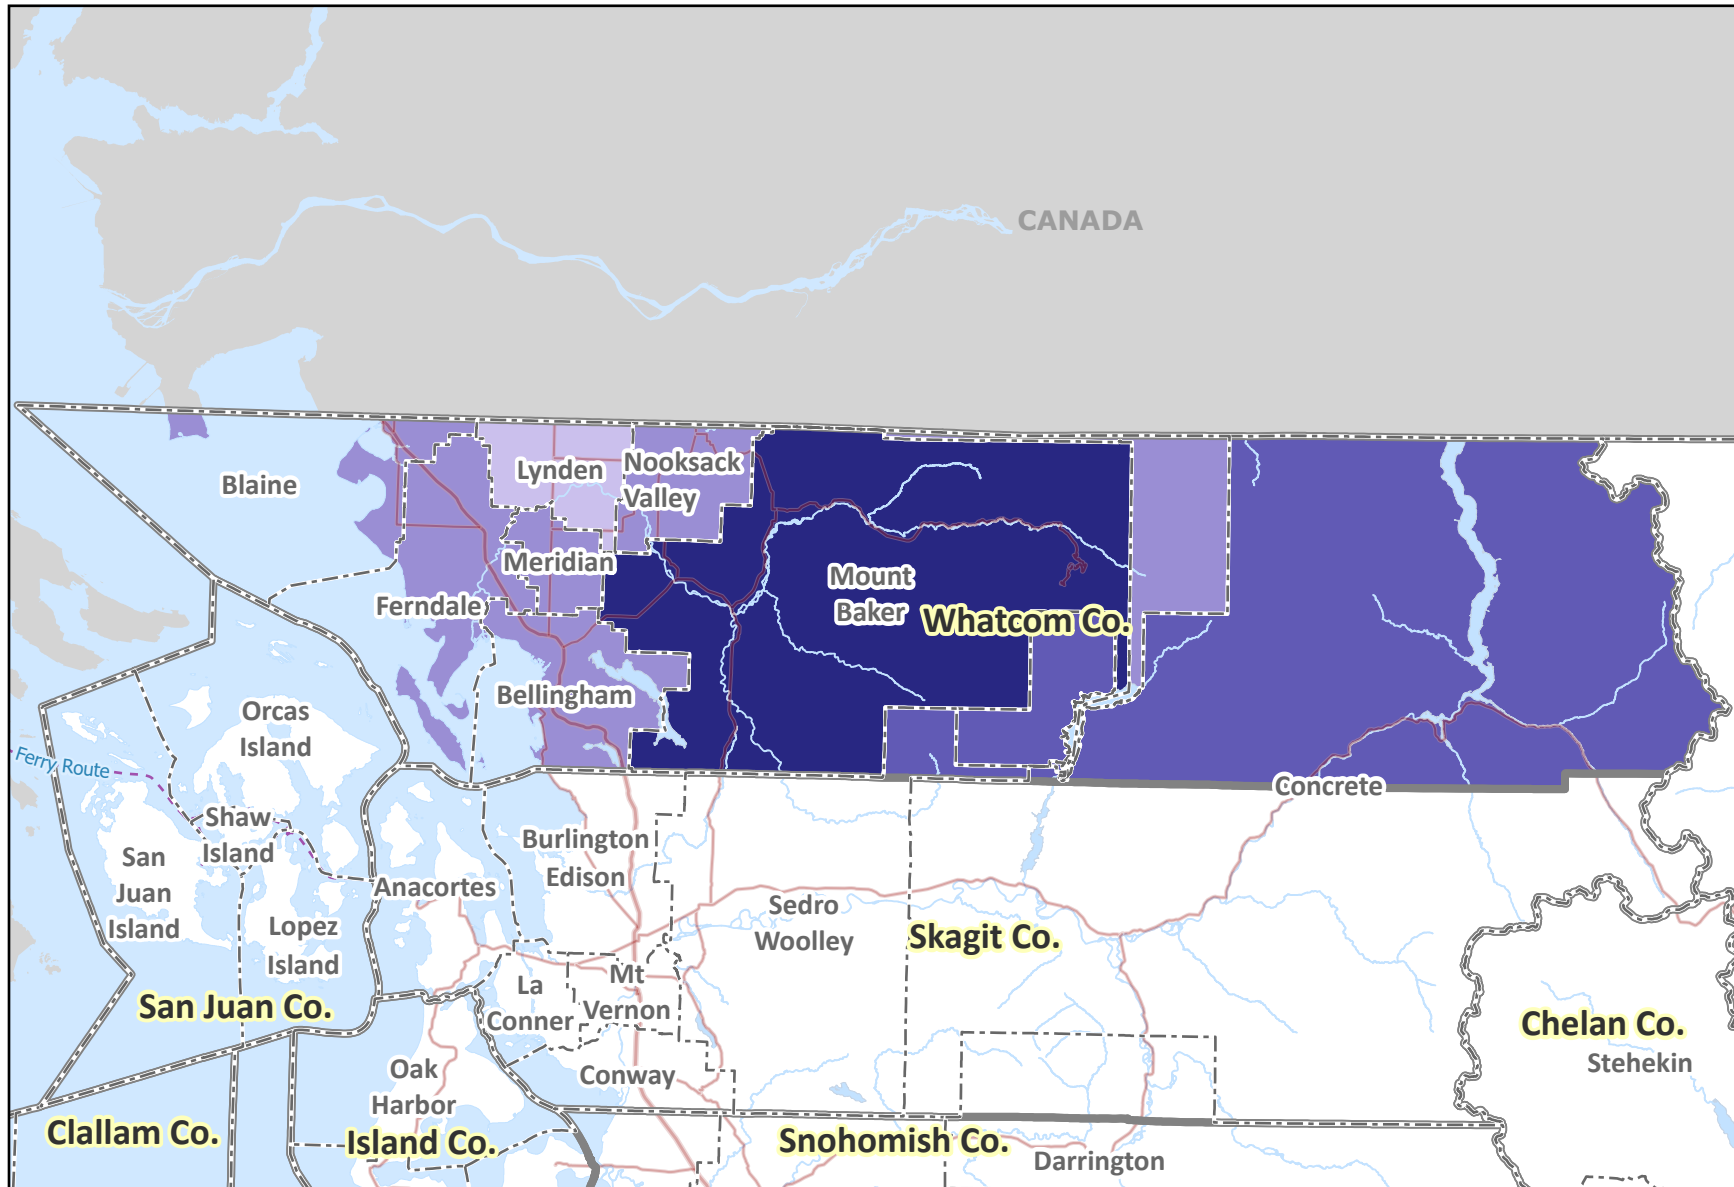 CANADA
Blaine
Lynden
Nooksack
Valley
Meridian
Ferndale
Mount
Baker
Whatcom Co.
Bellingham
Orcas
Island
Ferry Route
Shaw
Island
San
Juan
Island
Lopez
Island
San Juan Co.
Anacortes
Burlington
Edison
Concrete
Sedro
Woolley
Skagit Co.
La
Conner
Mt
Vernon
Conway
Chelan Co.
Stehekin
Oak
Harbor
Island Co.
Clallam Co.
Snohomish Co.
Darrington